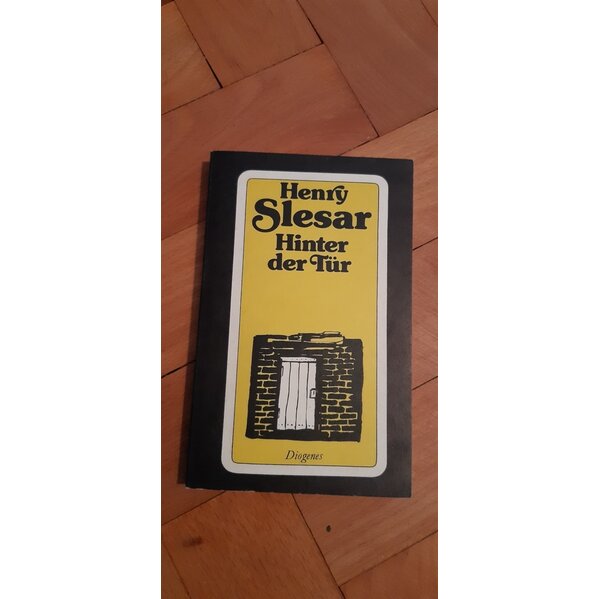 Henry
Slesar
Hinter
der Tür
Diogenes